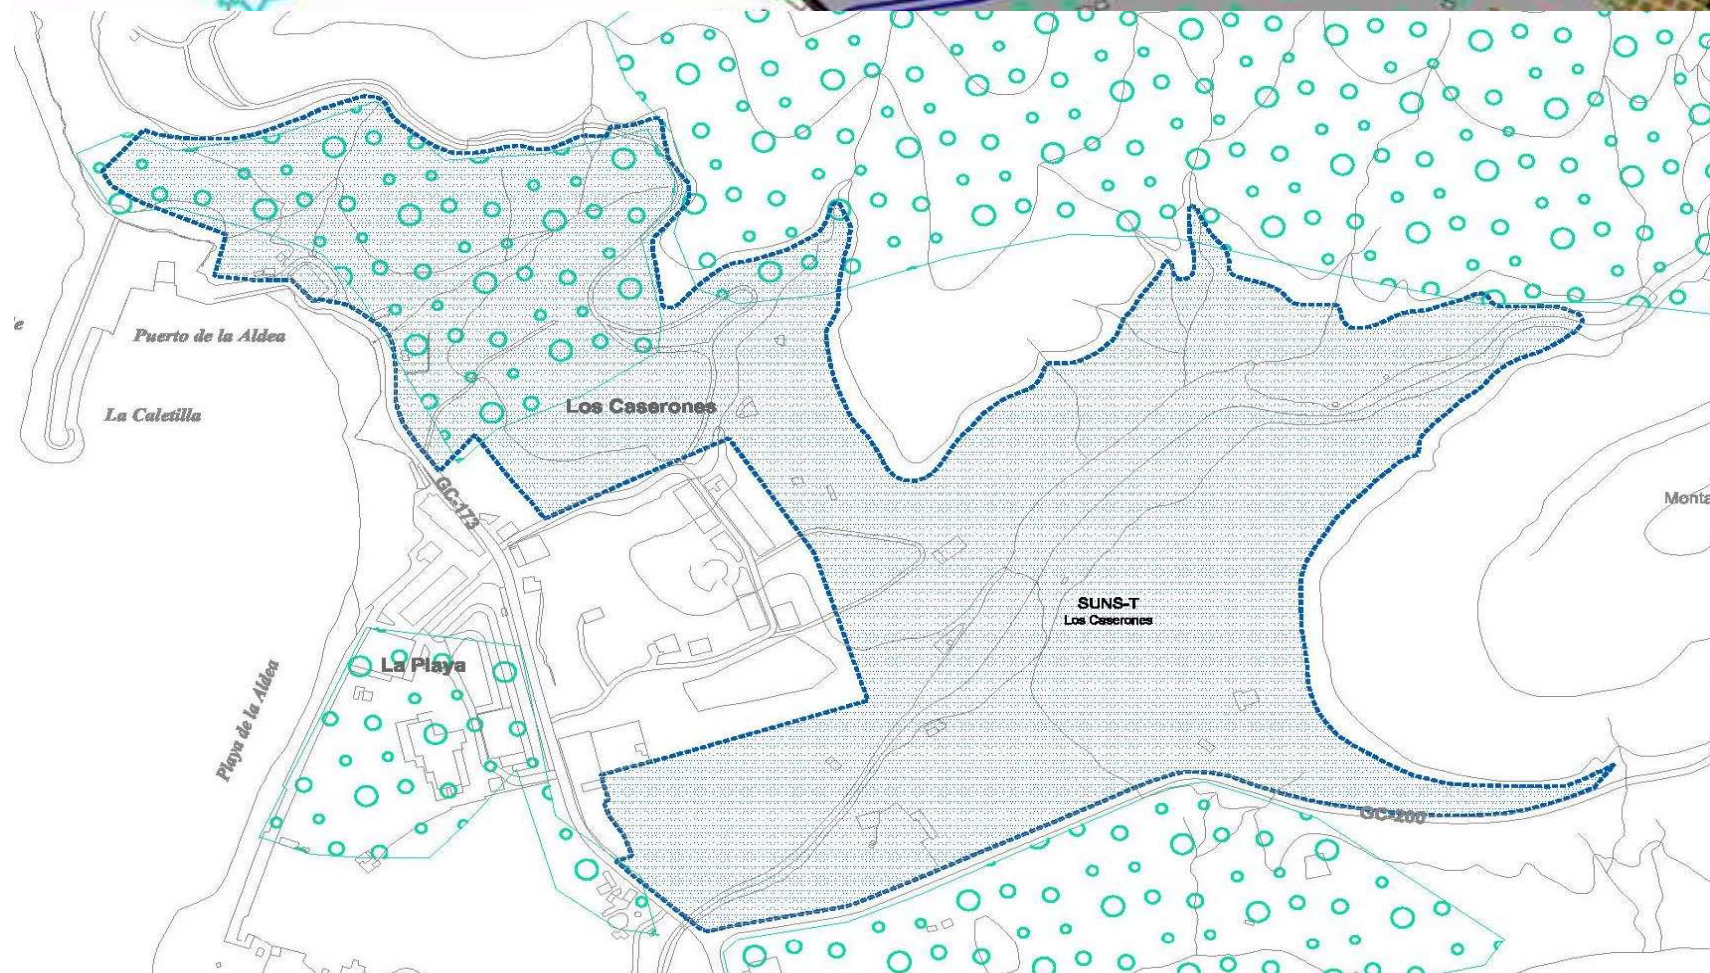 Puerto de la Aldea
La Caletilla
Los Caserones
GC-173
Monta
SUNS-T
Los Caserones
La Playa
Playa de la Aldea
GC-200